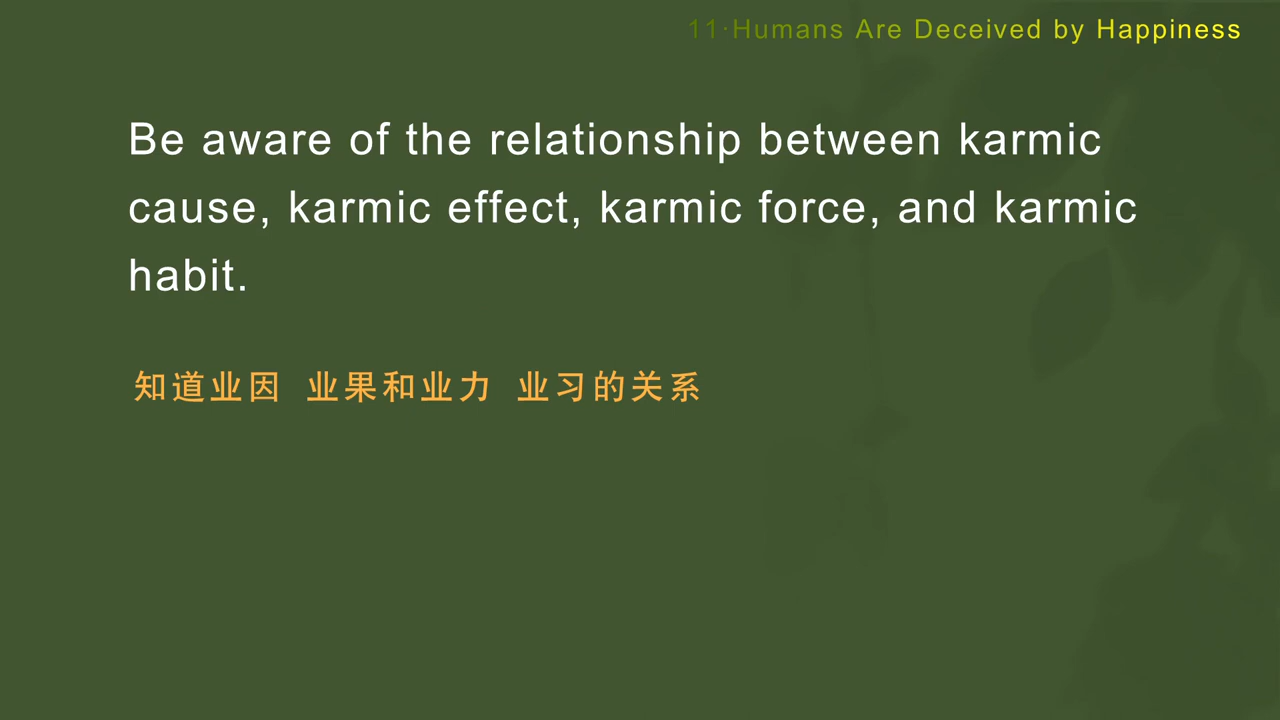 11·Humans Are Deceived by Happiness
Be aware of the relationship between karmic
cause, karmic effect, karmic force, and karmic
habit.
知道业因 业果和业力 业习的关系